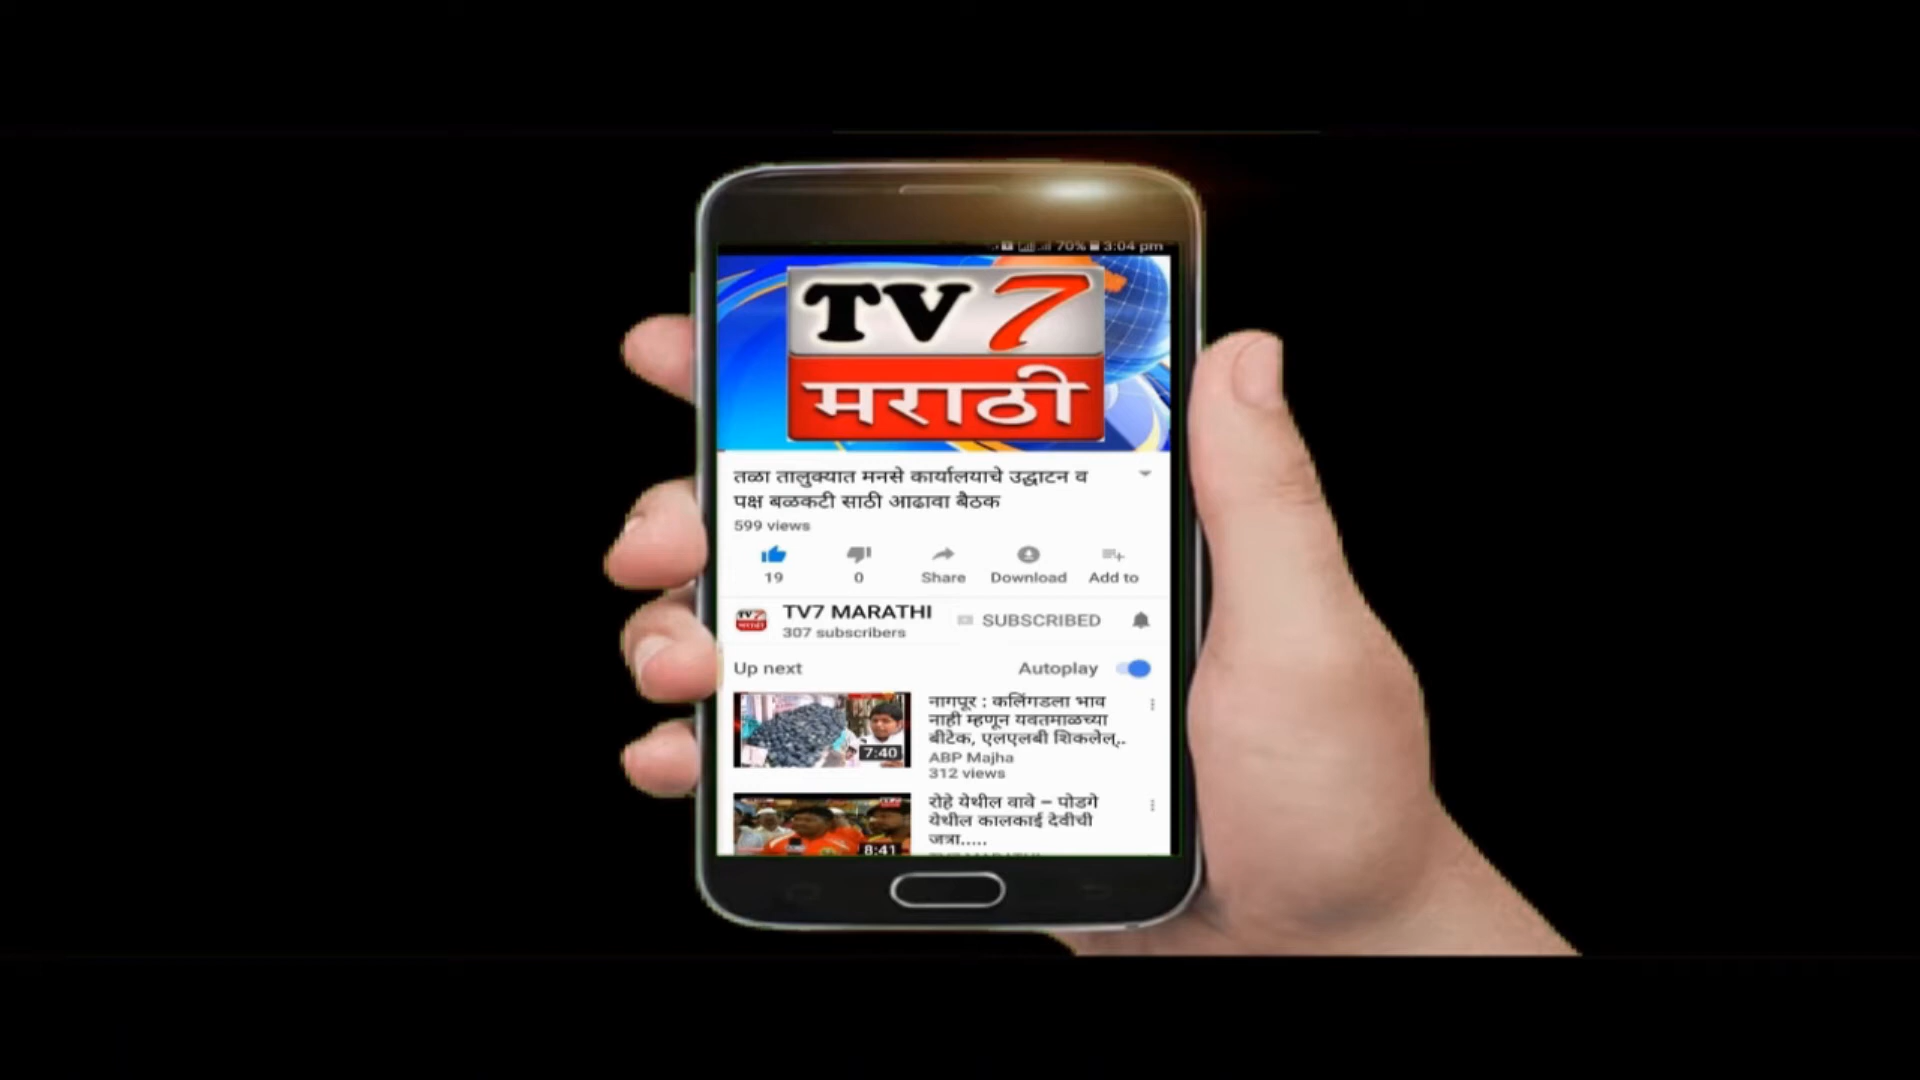 70% 3:04 pm
TV 7
मराठी
तळा तालुक्यात मनसे कार्यालयाचे उद्घाटन व
पक्ष बळकटी साठी आढावा बैठक
599 views
19
0
Share
Download
Add to
TV7 MARATHI
307 subscribers
SUBSCRIBED
Up next
Autoplay
नागपूर : कलिंगडला भाव
नाही म्हणून यवतमाळच्या
बीटेक, एलएलबी शिकलेल्..
ABP Majha
312 views
7:40
रोहे येथील वावे – पोडगे
येथील कालकाई देवीची
जत्रा.....
8:41